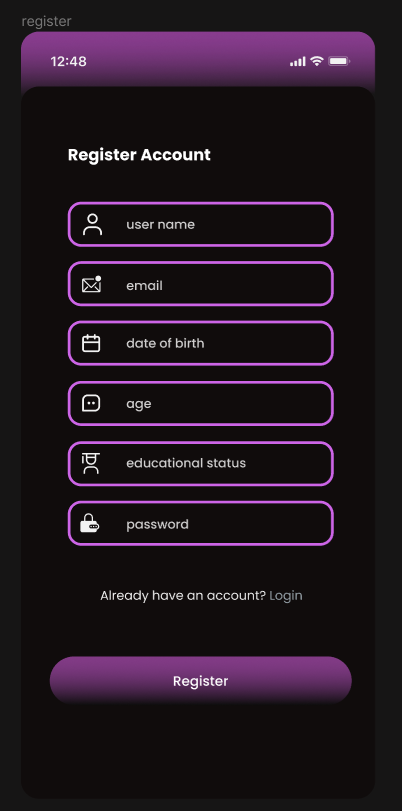 register
12:48
Register Account
user name
email
date of birth
age
educational status
password
Already have an account? Login
Register